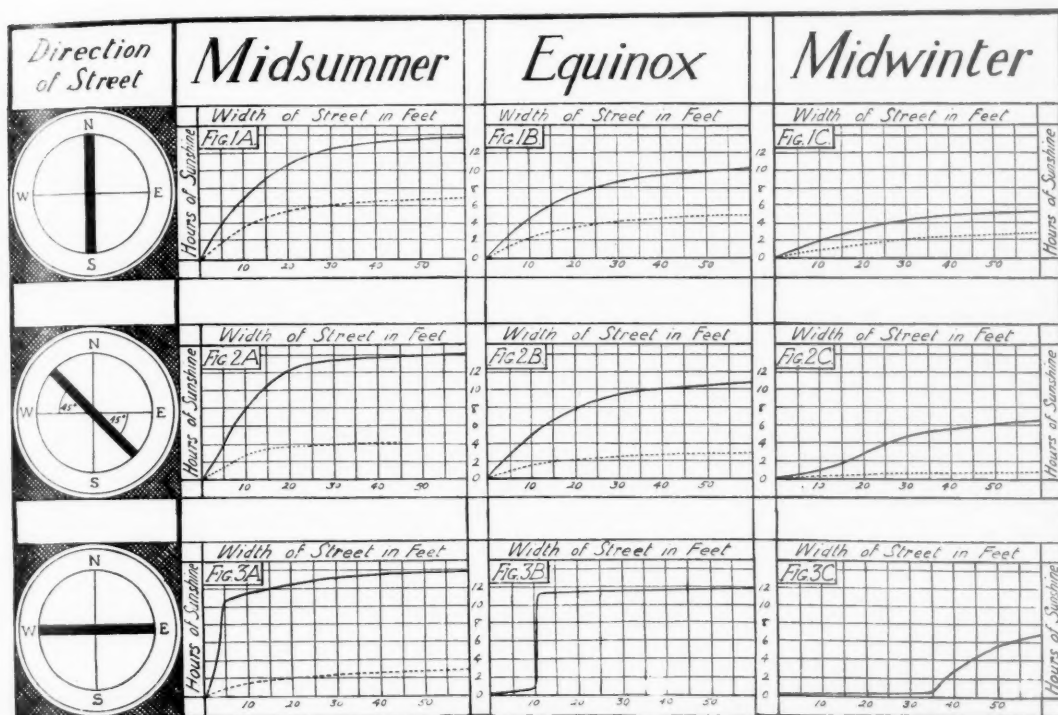 Direction
of Street
Midsummer
Equinox
Midwinter
N
W E
S
Width of Street in Feet
FIG.1A.
Hours of Sunshine
10 20 30 40 50
Width of Street in Feet
FIG.1B
12
10
8
6
4
2
0
10 20 30 40 50
Width of Street in Feet
FIG.1C.
12
10
8
6
4
2
0
10 20 30 40 50
Hours of Sunshine
N
W E
45° 45°
S
Width of Street in Feet
FIG.2.A
Hours of Sunshine
10 20 30 40 50
Width of Street in Feet
FIG.2.B.
12
10
8
6
4
2
0
10 20 30 40 50
Width of Street in Feet
FIG.2C.
12
10
8
6
4
2
0
10 20 30 40 50
Hours of Sunshine
N
W E
S
Width of Street in Feet
FIG.3A
Hours of Sunshine
10 20 30 40 50
Width of Street in Feet
FIG.3B
12
10
8
6
4
2
0
10 20 30 40 50
Width of Street in Feet
FIG.3C.
12
10
8
6
4
2
0
10 20 30 40 50
Hours of Sunshine